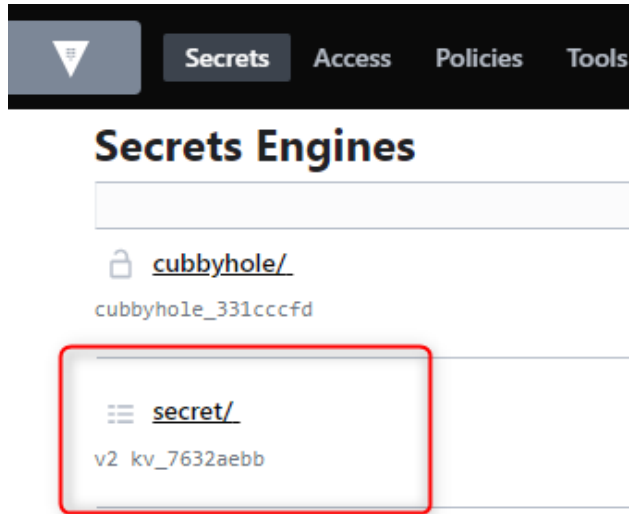 Secrets Access Policies Tools
Secrets Engines
cubbyhole/
cubbyhole_331cccfd
secret/
v2 kv_7632aebb